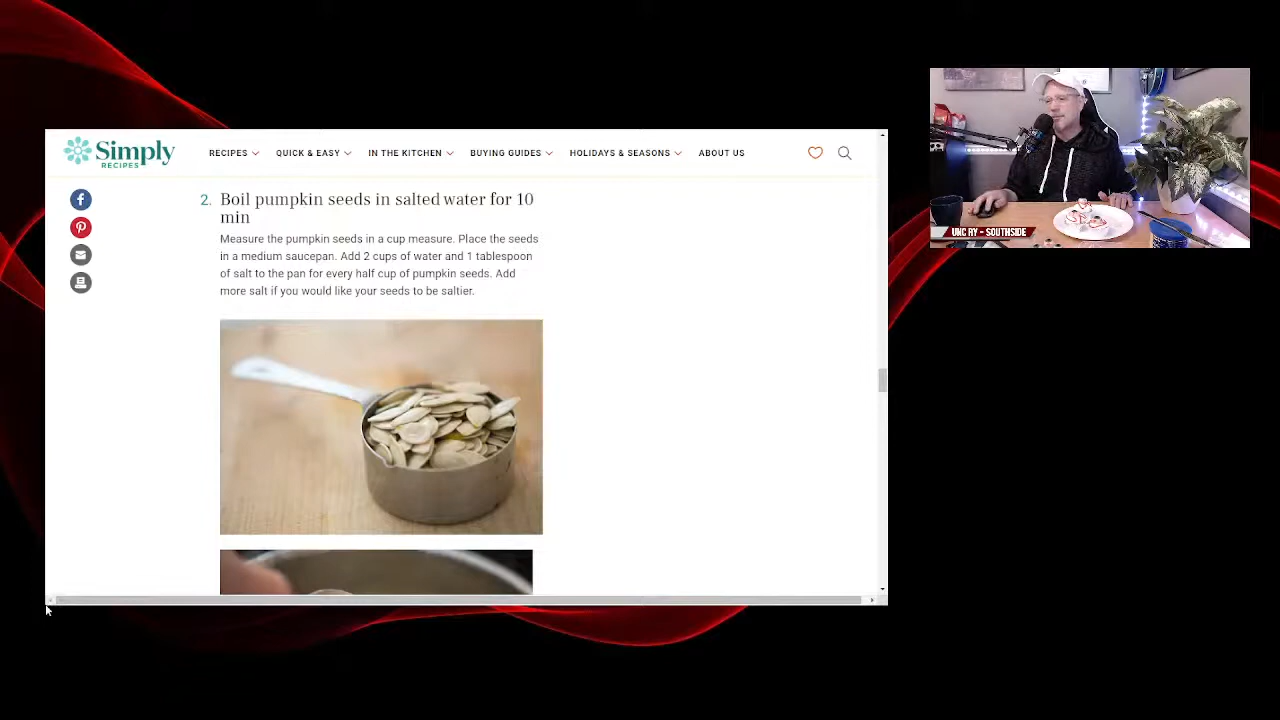 Simply
RECIPES
RECIPES QUICK & EASY IN THE KITCHEN BUYING GUIDES HOLIDAYS & SEASONS ABOUT US
2. Boil pumpkin seeds in salted water for 10
min
Measure the pumpkin seeds in a cup measure. Place the seeds
in a medium saucepan. Add 2 cups of water and 1 tablespoon
of salt to the pan for every half cup of pumpkin seeds. Add
more salt if you would like your seeds to be saltier.
UNC RY - SOUTHSIDE